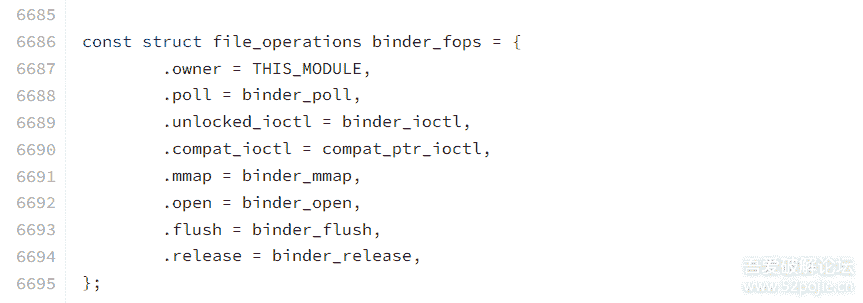 6685
6686 const struct file_operations binder_fops = {
6687 .owner = THIS_MODULE,
6688 .poll = binder_poll,
6689 .unlocked_ioctl = binder_ioctl,
6690 .compat_ioctl = compat_ptr_ioctl,
6691 .mmap = binder_mmap,
6692 .open = binder_open,
6693 .flush = binder_flush,
6694 .release = binder_release,
6695 };
吾爱破解论坛
www.52pojie.cn